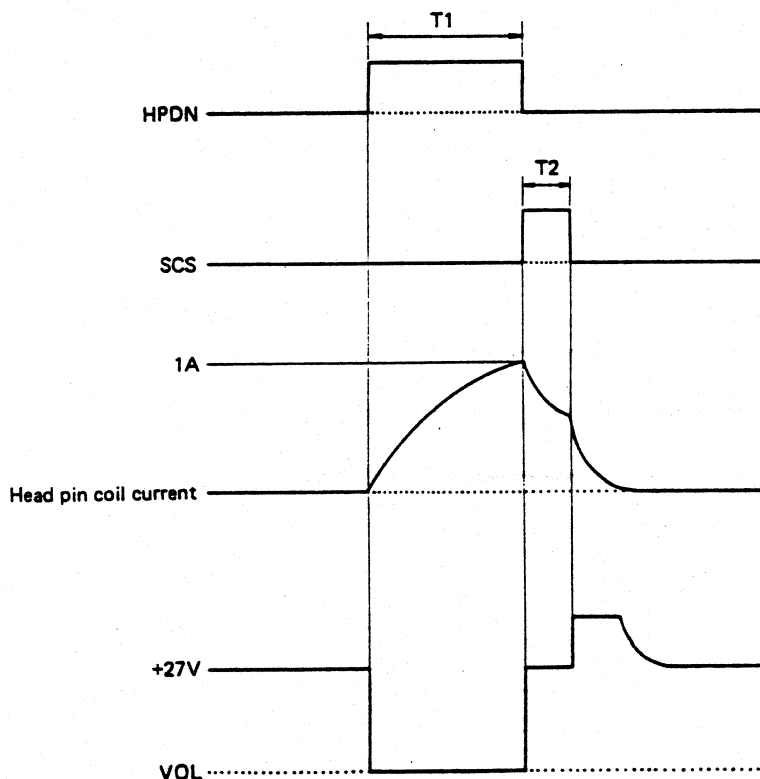 T1
HPDN
T2
SCS
1A
Head pin coil current
+27V
VOL